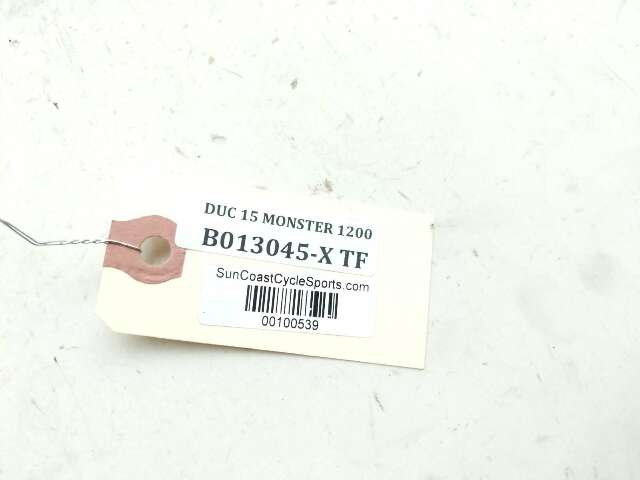 DUC 15 MONSTER 1200
B013045-X TF
SunCoastCycleSports.com
00100539